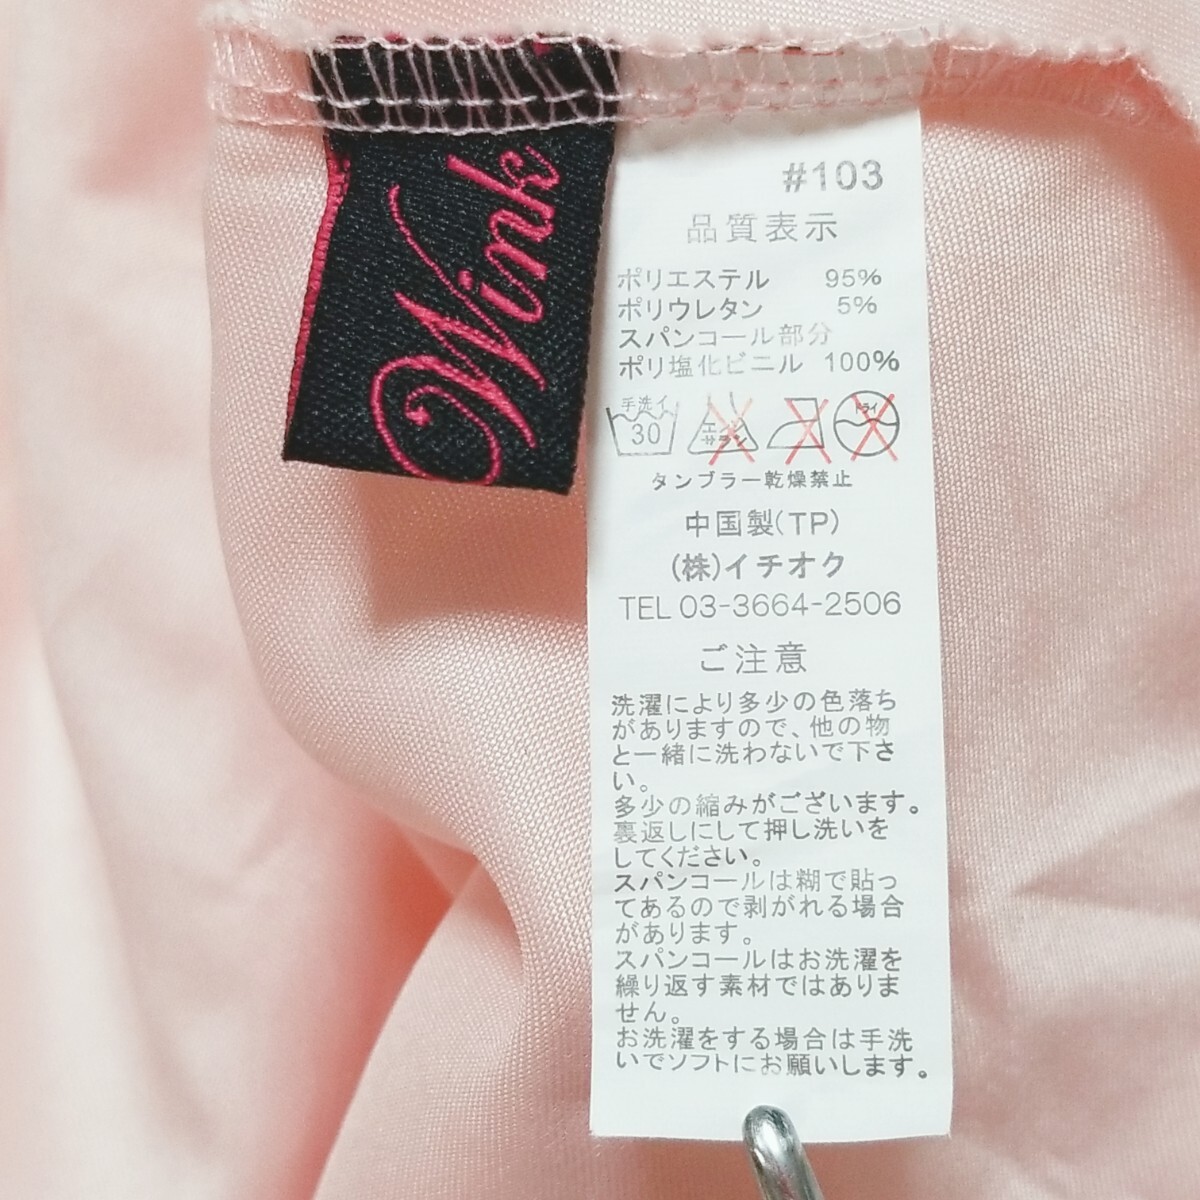 Wink
#103
品質表示
ポリエステル 95%
ポリウレタン 5%
スパンコール部分
ポリ塩化ビニル 100%
手洗イ
30
エンソ
サラシ
ドライ
タンブラー乾燥禁止
中国製(TP)
(株)イチオク
TEL 03-3664-2506
ご注意
洗濯により多少の色落ち
がありますので、他の物
と一緒に洗わないで下さ
い。
多少の縮みがございます。
裏返しにして押し洗いを
してください。
スパンコールは糊で貼っ
てあるので剥がれる場合
があります。
スパンコールはお洗濯を
繰り返す素材ではありま
せん。
お洗濯をする場合は手洗
いでソフトにお願いします。